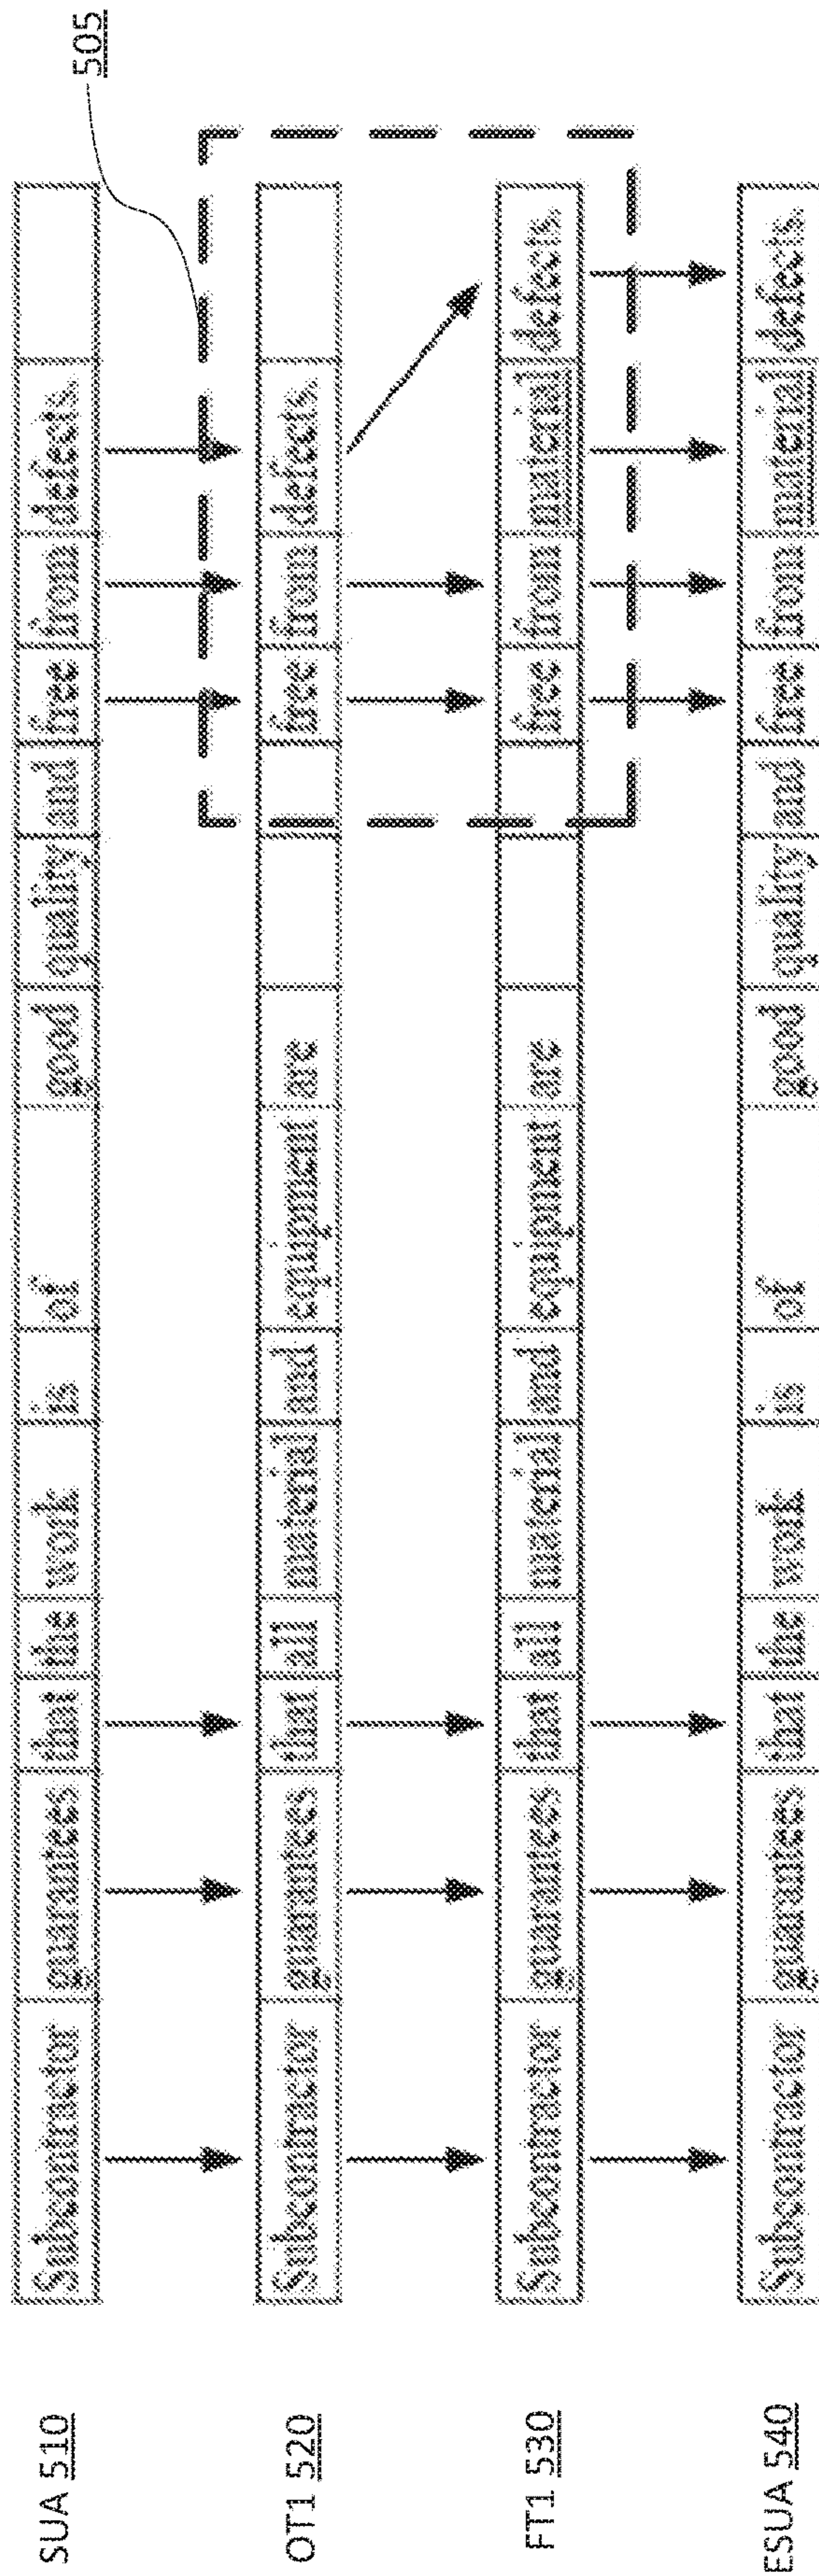 505
SUA 510 Subcontractor guarantees that the work is of good quality and free from defects.
OT1 520 Subcontractor guarantees that all material and equipment are free from defects.
FT1 530 Subcontractor guarantees that all material and equipment are free from material defects.
ESUA 540 Subcontractor guarantees that the work is of good quality and free from material defects.